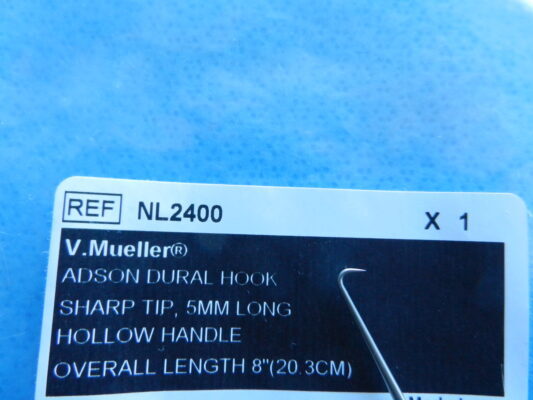 REF NL2400 X 1
V.Mueller®
ADSON DURAL HOOK
SHARP TIP, 5MM LONG
HOLLOW HANDLE
OVERALL LENGTH 8"(20.3CM)